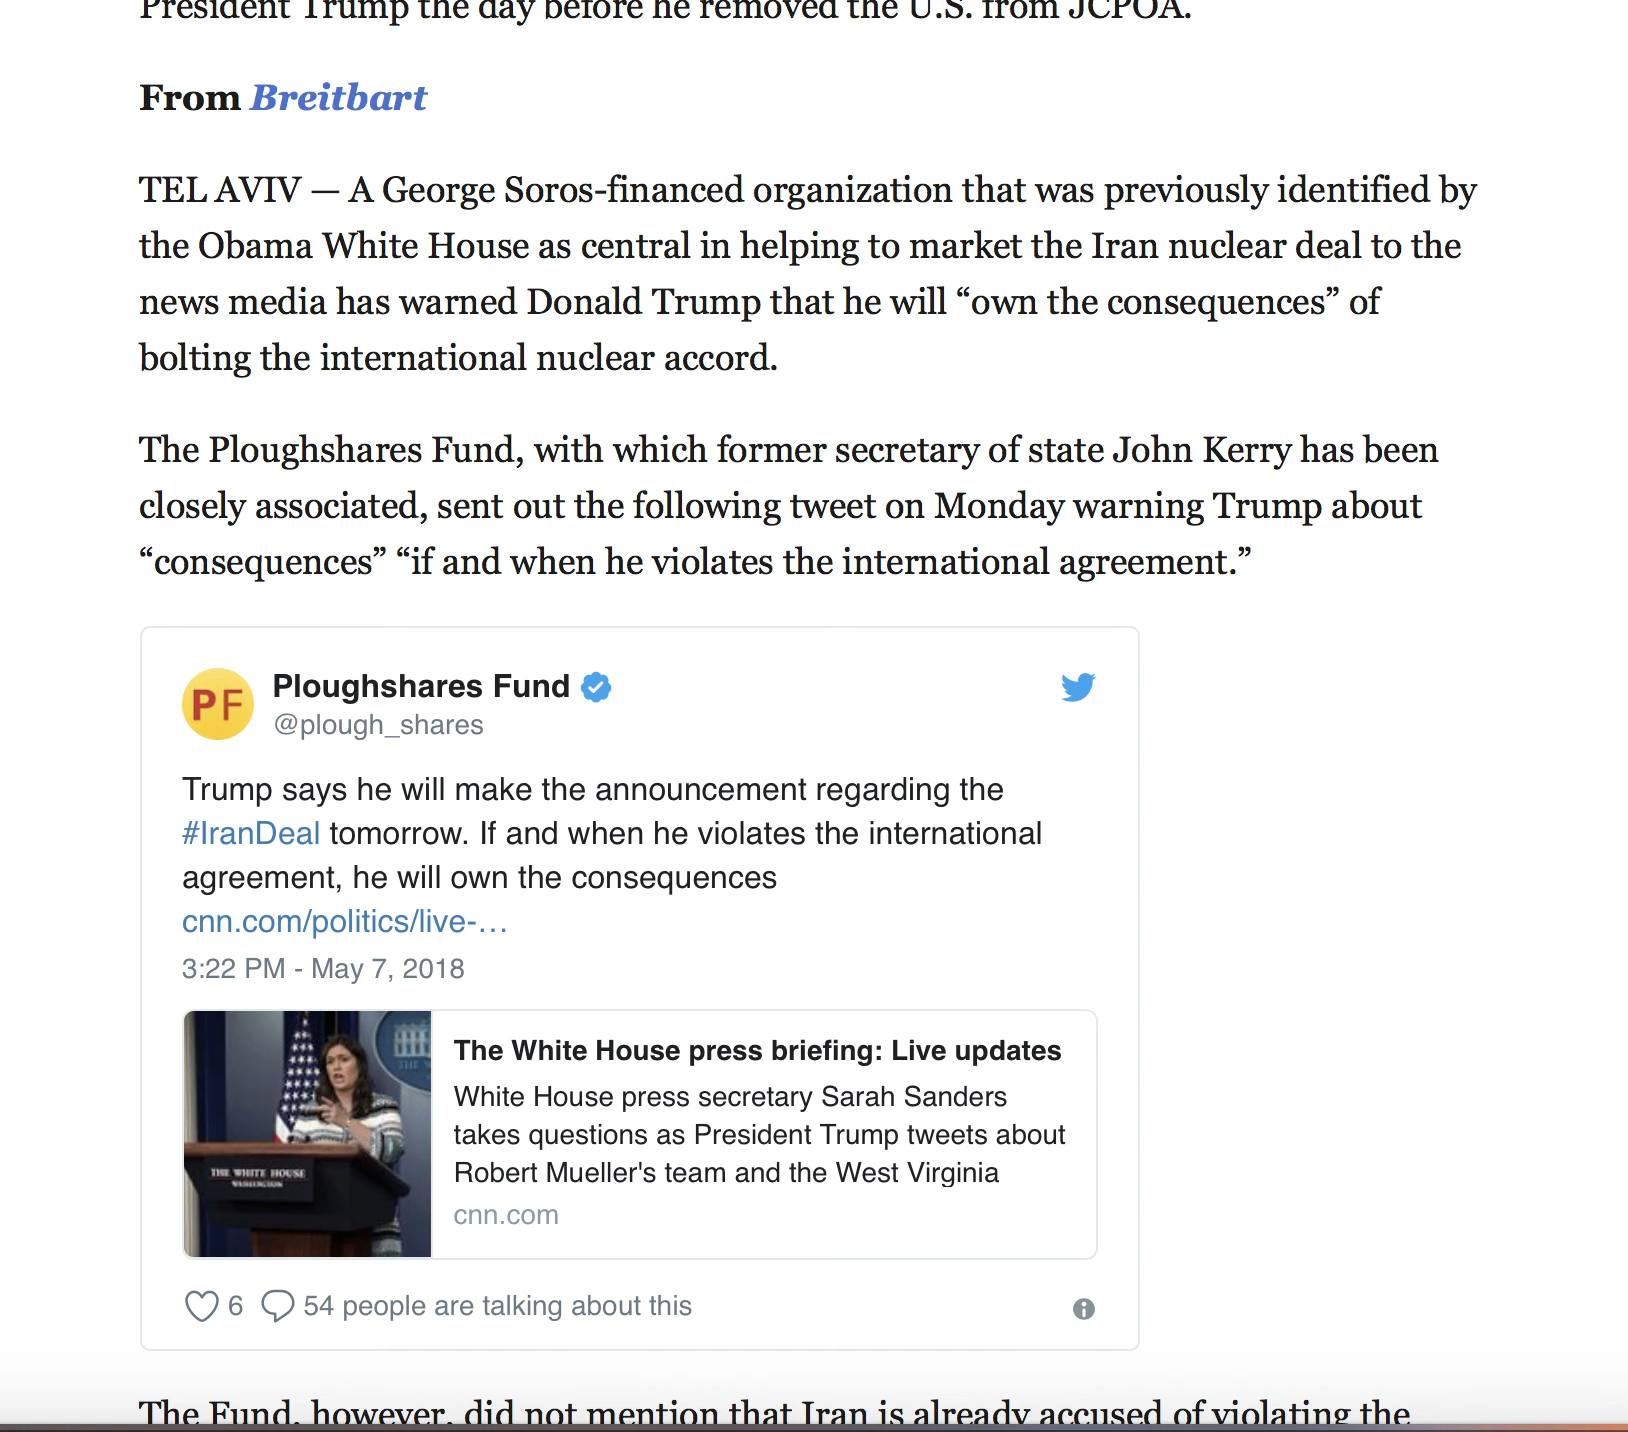 President Trump the day before he removed the U.S. from JCPOA.
From Breitbart
TEL AVIV — A George Soros-financed organization that was previously identified by
the Obama White House as central in helping to market the Iran nuclear deal to the
news media has warned Donald Trump that he will “own the consequences” of
bolting the international nuclear accord.
The Ploughshares Fund, with which former secretary of state John Kerry has been
closely associated, sent out the following tweet on Monday warning Trump about
“consequences” “if and when he violates the international agreement.”
PF
Ploughshares Fund
@plough_shares
Trump says he will make the announcement regarding the
#IranDeal tomorrow. If and when he violates the international
agreement, he will own the consequences
cnn.com/politics/live-…
3:22 PM - May 7, 2018
THE WHITE HOUSE
WASHINGTON
The White House press briefing: Live updates
White House press secretary Sarah Sanders
takes questions as President Trump tweets about
Robert Mueller's team and the West Virginia
cnn.com
6 54 people are talking about this
The Fund, however, did not mention that Iran is already accused of violating the